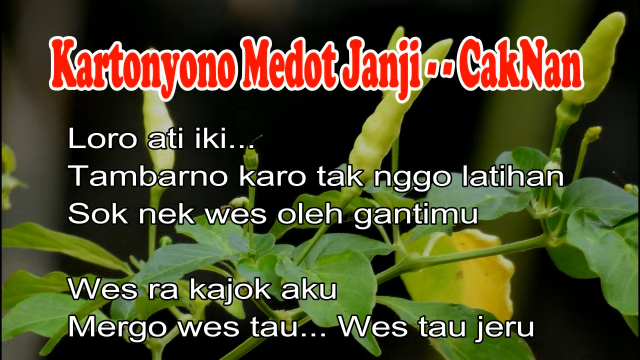 Kartonyono Medot Janji - - CakNan
Loro ati iki...
Tambarno karo tak nggo latihan
Sok nek wes oleh gantimu
Wes ra kajok aku
Mergo wes tau... Wes tau jeru